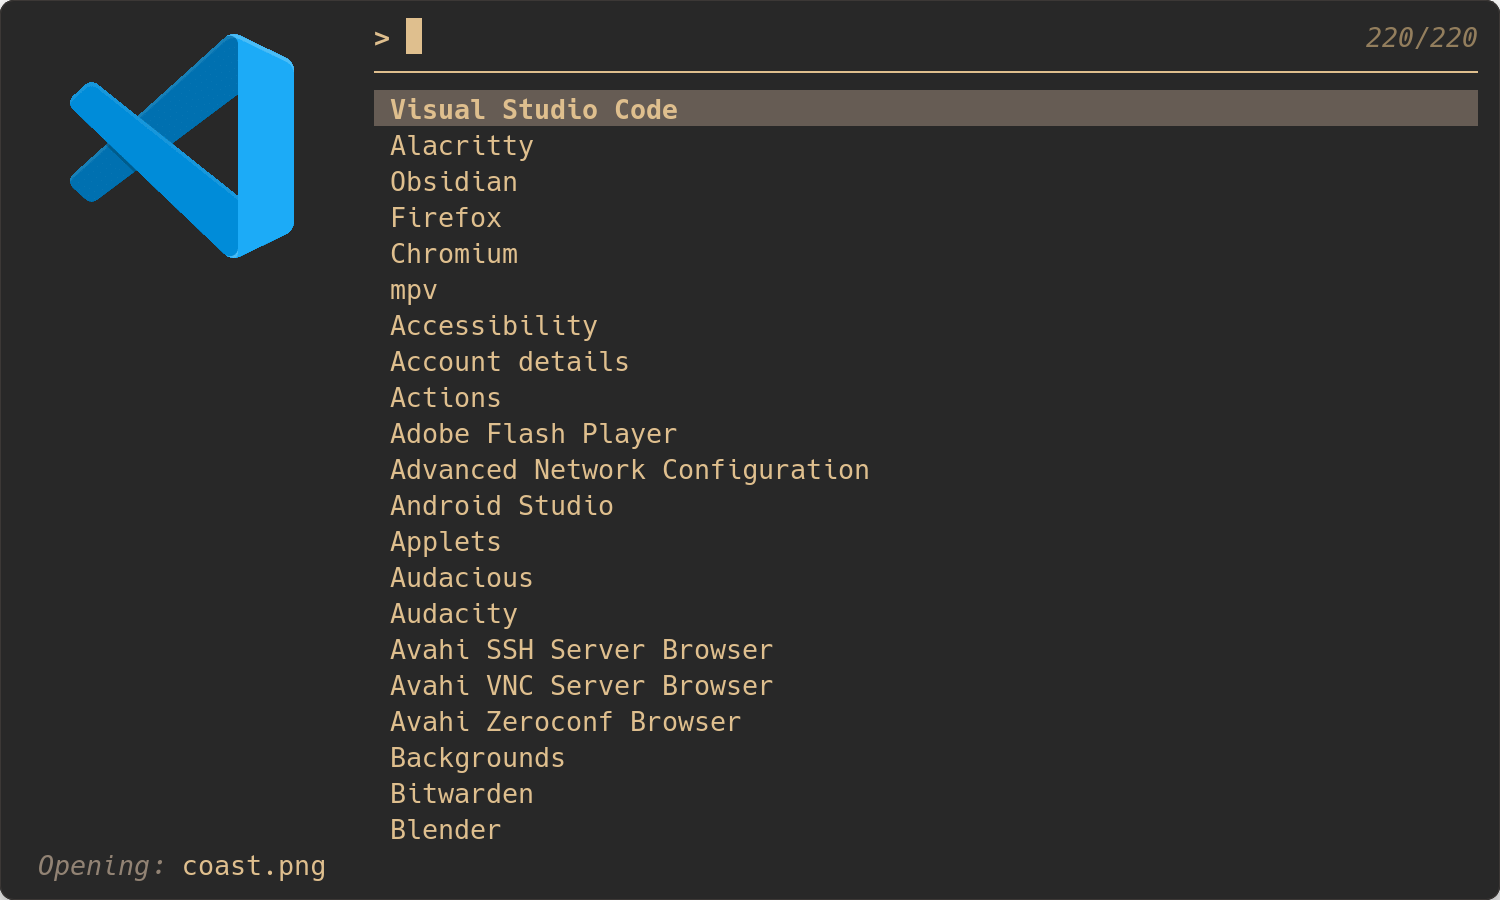 > 220/220
Visual Studio Code
Alacritty
Obsidian
Firefox
Chromium
mpv
Accessibility
Account details
Actions
Adobe Flash Player
Advanced Network Configuration
Android Studio
Applets
Audacious
Audacity
Avahi SSH Server Browser
Avahi VNC Server Browser
Avahi Zeroconf Browser
Backgrounds
Bitwarden
Blender
Opening: coast.png